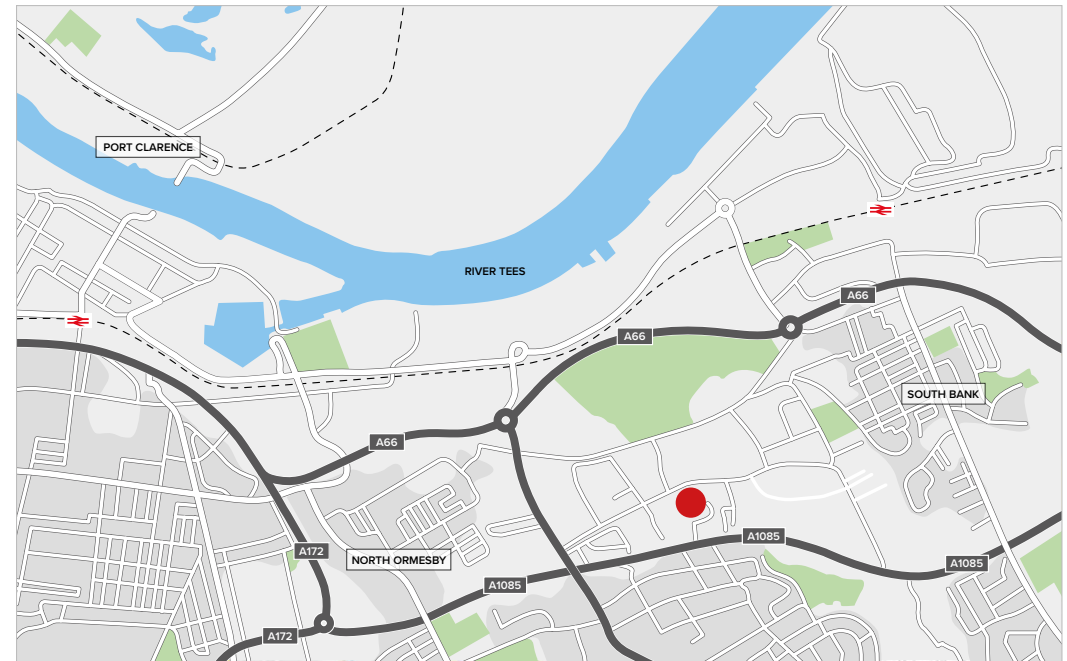 PORT CLARENCE
RIVER TEES
A66
A66
SOUTH BANK
A66
A1085
A172
NORTH ORMESBY
A1085
A1085
A172